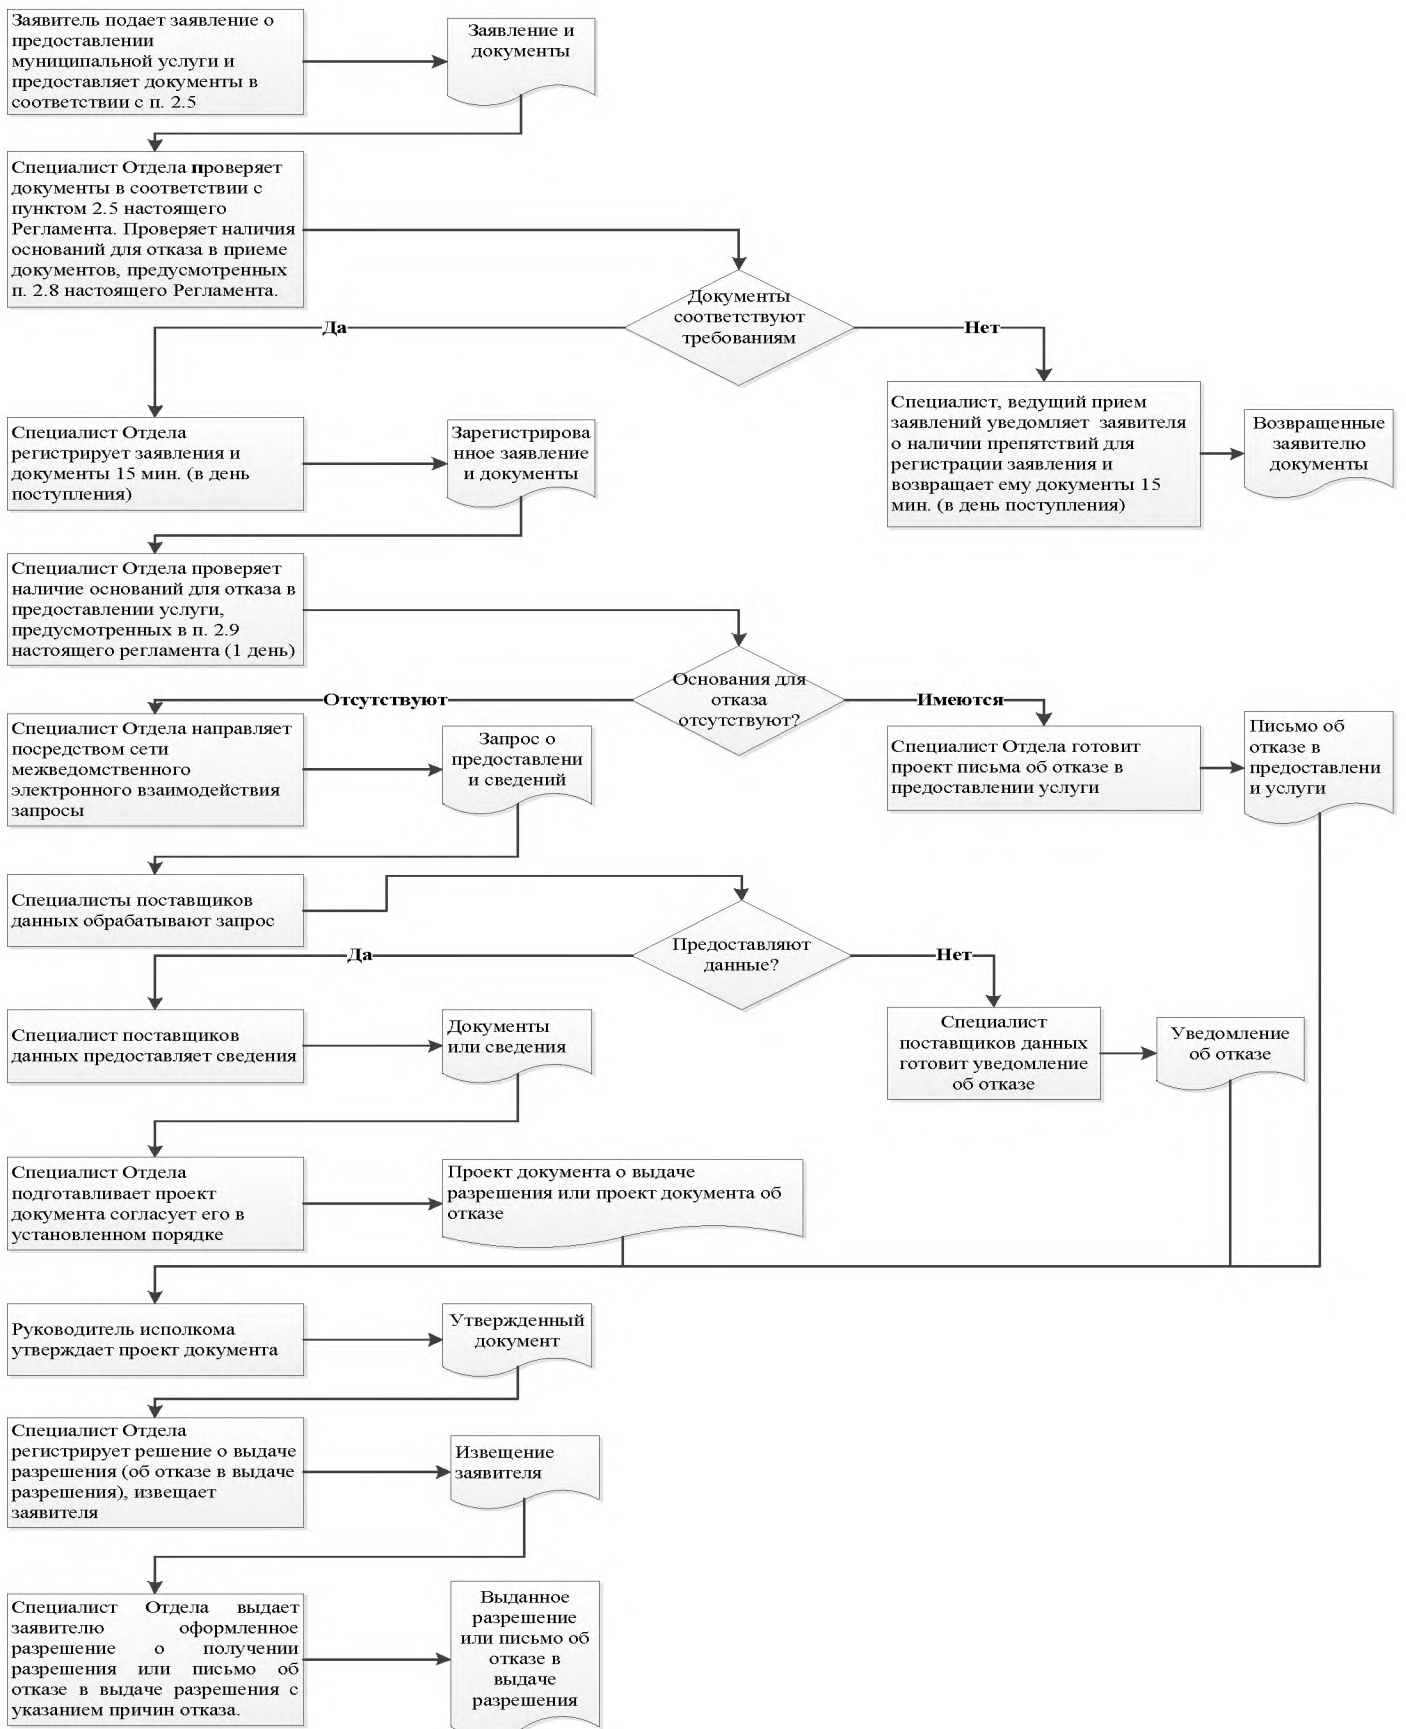 Заявитель подает заявление о
предоставлении
муниципальной услуги и
предоставляет документы в
соответствии с п. 2.5
Заявление и
документы
Специалист Отдела проверяет
документы в соответствии с
пунктом 2.5 настоящего
Регламента. Проверяет наличия
оснований для отказа в приеме
документов, предусмотренных
п. 2.8 настоящего Регламента.
Документы
соответствуют
требованиям
Да
Нет
Специалист Отдела
регистрирует заявления и
документы 15 мин. (в день
поступления)
Зарегистрирова
нное заявление
и документы
Специалист, ведущий прием
заявлений уведомляет заявителя
о наличии препятствий для
регистрации заявления и
возвращает ему документы 15
мин. (в день поступления)
Возвращенные
заявителю
документы
Специалист Отдела проверяет
наличие оснований для отказа в
предоставлении услуги,
предусмотренных в п. 2.9
настоящего регламента (1 день)
Основания для
отказа
отсутствуют?
Отсутствуют
Имеются
Специалист Отдела направляет
посредством сети
межведомственного
электронного взаимодействия
запросы
Запрос о
предоставлени
и сведений
Специалист Отдела готовит
проект письма об отказе в
предоставлении услуги
Письмо об
отказе в
предоставлени
и услуги
Специалисты поставщиков
данных обрабатывают запрос
Предоставляют
данные?
Да
Нет
Специалист поставщиков
данных предоставляет сведения
Документы
или сведения
Специалист
поставщиков данных
готовит уведомление
об отказе
Уведомление
об отказе
Специалист Отдела
подготавливает проект
документа согласует его в
установленном порядке
Проект документа о выдаче
разрешения или проект документа об
отказе
Руководитель исполкома
утверждает проект документа
Утвержденный
документ
Специалист Отдела
регистрирует решение о выдаче
разрешения (об отказе в выдаче
разрешения), извещает
заявителя
Извещение
заявителя
Специалист Отдела выдает
заявителю оформленное
разрешение о получении
разрешения или письмо об
отказе в выдаче разрешения с
указанием причин отказа.
Выданное
разрешение
или письмо об
отказе в
выдаче
разрешения